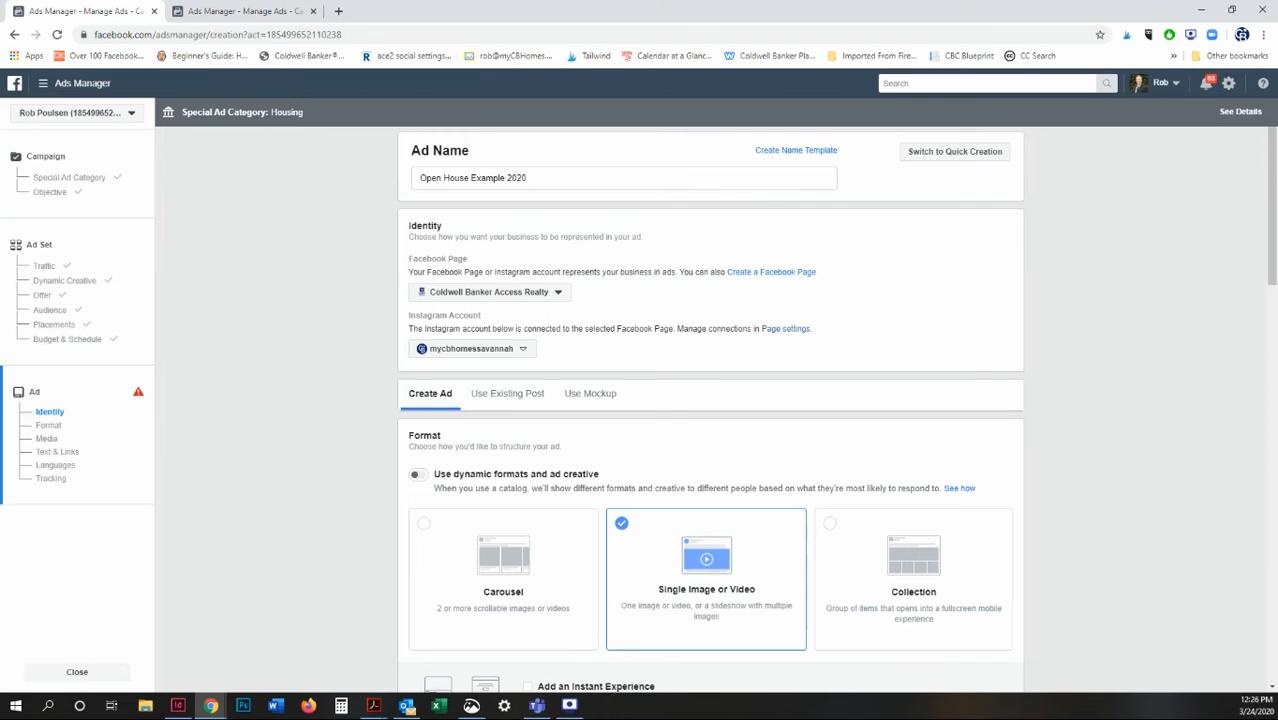 Ads Manager - Manage Ads - Ca
Ads Manager - Manage Ads - C
facebook.com/adsmanager/creation?act=1854996521102​38
Apps
Over 100 Facebook...
Beginner's Guide: H...
Coldwell Banker®...
ace2 social settings...
rob@myCBHomes...
Tailwind
Calendar at a Glanc...
Coldwell Banker Pla...
Imported From Fire...
CBC Blueprint
CC Search
»
Other bookmarks
Ads Manager
Search
Rob
63
Rob Poulsen (185499652...
Special Ad Category: Housing
See Details
Campaign
Special Ad Category
Objective
Ad Set
Traffic
Dynamic Creative
Offer
Audience
Placements
Budget & Schedule
Ad
Identity
Format
Media
Text & Links
Languages
Tracking
Close
Ad Name
Create Name Template
Switch to Quick Creation
Open House Example 2020
Identity
Choose how you want your business to be represented in your ad.
Facebook Page
Your Facebook Page or Instagram account represents your business in ads. You can also Create a Facebook Page
Coldwell Banker Access Realty
Instagram Account
The Instagram account below is connected to the selected Facebook Page. Manage connections in Page settings.
mycbhomessavannah
Create Ad
Use Existing Post
Use Mockup
Format
Choose how you'd like to structure your ad.
Use dynamic formats and ad creative
When you use a catalog, we'll show different formats and creative to different people based on what they're most likely to respond to. See how
Carousel
2 or more scrollable images or videos
Single Image or Video
One image or video, or a slideshow with multiple
images
Collection
Group of items that opens into a fullscreen mobile
experience
Add an Instant Experience
12:26 PM
3/24/2020